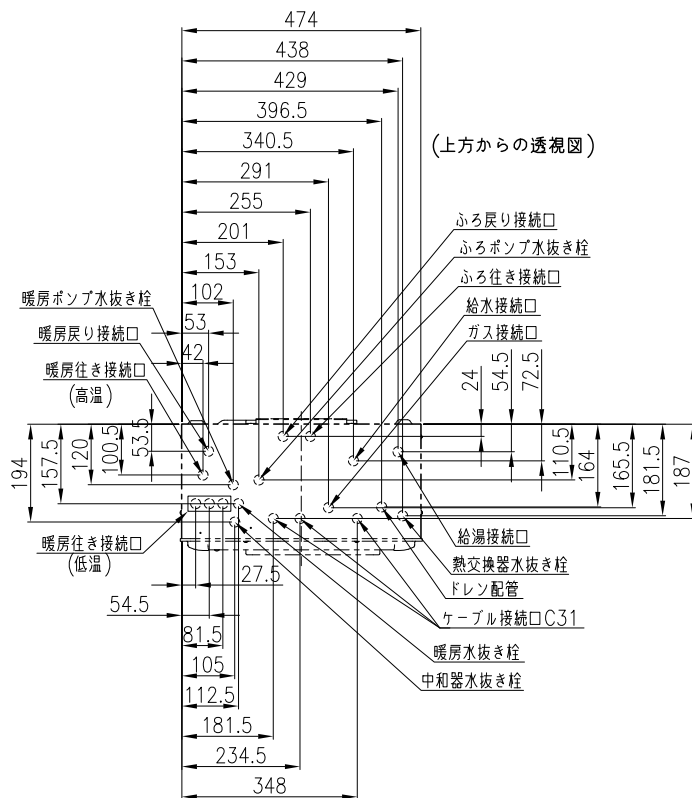 474
438
429
396.5
340.5
(上方からの透視図)
291
255
201
153
102
53
42
ふろ戻り接続口
ふろポンプ水抜き栓
ふろ往き接続口
給水接続口
ガス接続口
暖房ポンプ水抜き栓
暖房戻り接続口
暖房往き接続口
(高温)
24
54.5
72.5
194
157.5
120
100.5
53.5
110.5
164
165.5
181.5
187
暖房往き接続口
(低温)
給湯接続口
熱交換器水抜き栓
ドレン配管
ケーブル接続口C31
暖房水抜き栓
中和器水抜き栓
27.5
54.5
81.5
105
112.5
181.5
234.5
348